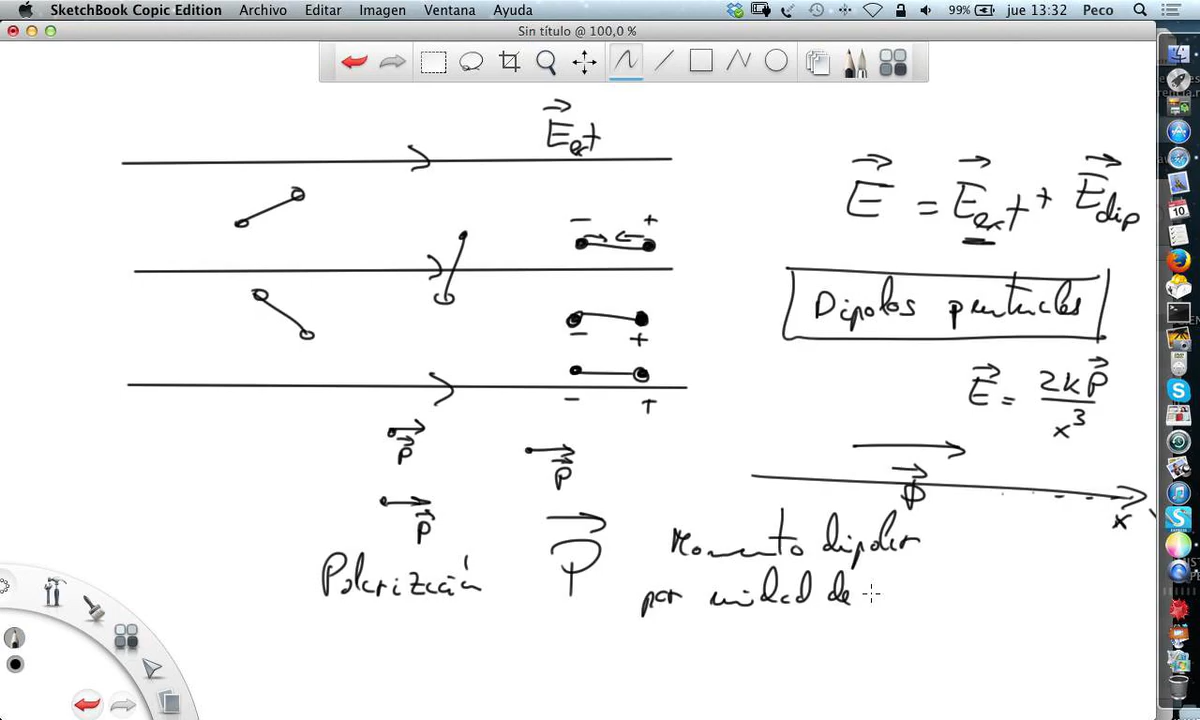 SketchBook Copic Edition Archivo Editar Imagen Ventana Ayuda 99% jue 13:32 Peco
Sin título @ 100,0 %
E⃗ext
E⃗ = E⃗ext + E⃗dip
− +
Dipolos puntuales
− +
E⃗ = 2kP⃗ / x³
− +
P⃗
P⃗
P⃗
P⃗
x
Polarización P⃗ Momento dipolar
por unidad de